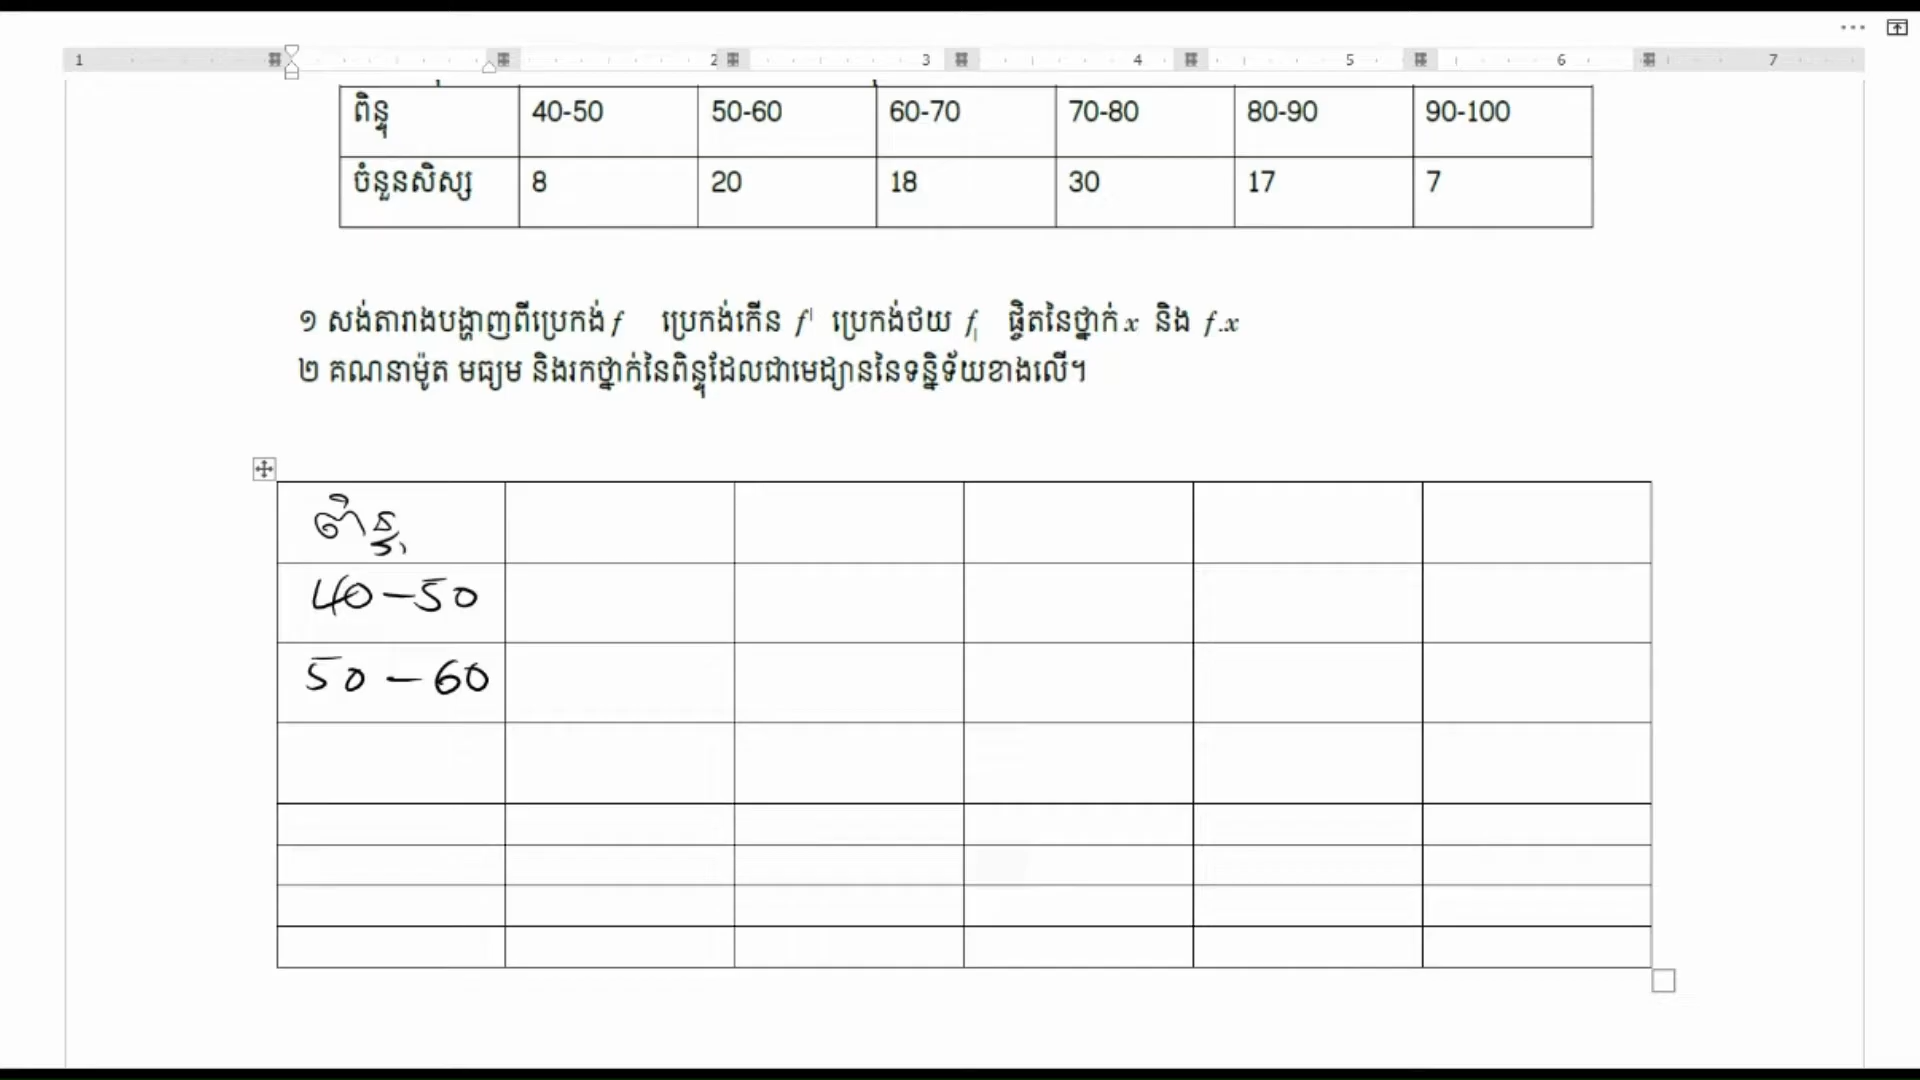 1 2 3 4 5 6 7
ពិន្ទុ 40-50 50-60 60-70 70-80 80-90 90-100
ចំនួនសិស្ស 8 20 18 30 17 7
១ សង់តារាងបង្ហាញពីប្រេកង់ f ប្រេកង់កើន f↑ ប្រេកង់ថយ f↓ ផ្ចិតនៃថ្នាក់ x និង f.x
២ គណនាម៉ូត មធ្យម និងរកថ្នាក់នៃពិន្ទុដែលជាមេដ្យាននៃទន្និទ័យខាងលើ។
ពិន្ទុ
40-50
50-60